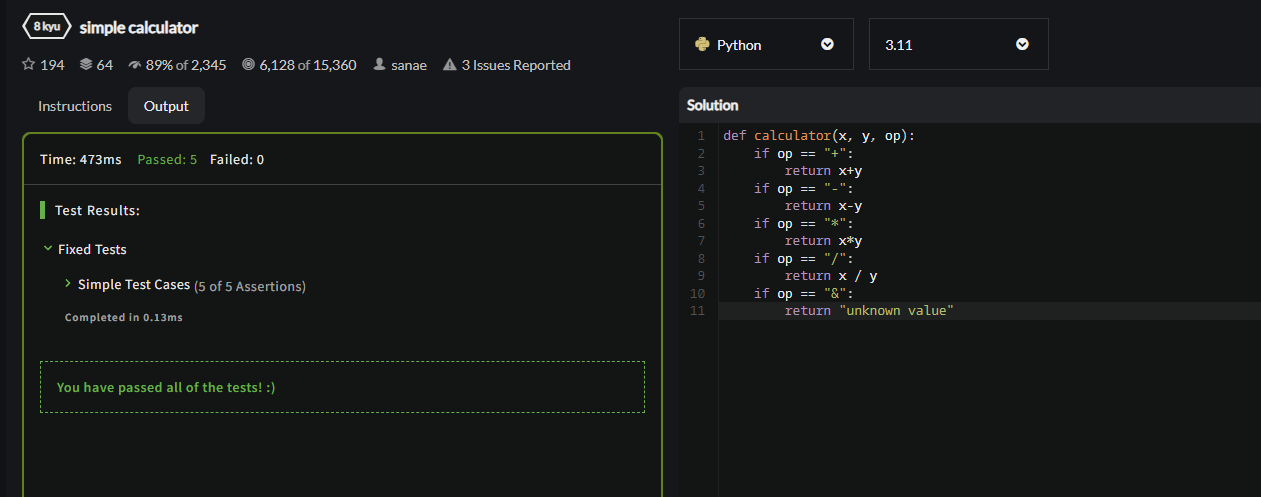 8 kyu simple calculator
194 64 89% of 2,345 6,128 of 15,360 sanae 3 Issues Reported
Instructions Output
Time: 473ms Passed: 5 Failed: 0
Test Results:
Fixed Tests
Simple Test Cases (5 of 5 Assertions)
Completed in 0.13ms
You have passed all of the tests! :)
Python 3.11
Solution
1 def calculator(x, y, op):
2     if op == "+":
3         return x+y
4     if op == "-":
5         return x-y
6     if op == "*":
7         return x*y
8     if op == "/":
9         return x / y
10     if op == "&":
11         return "unknown value"